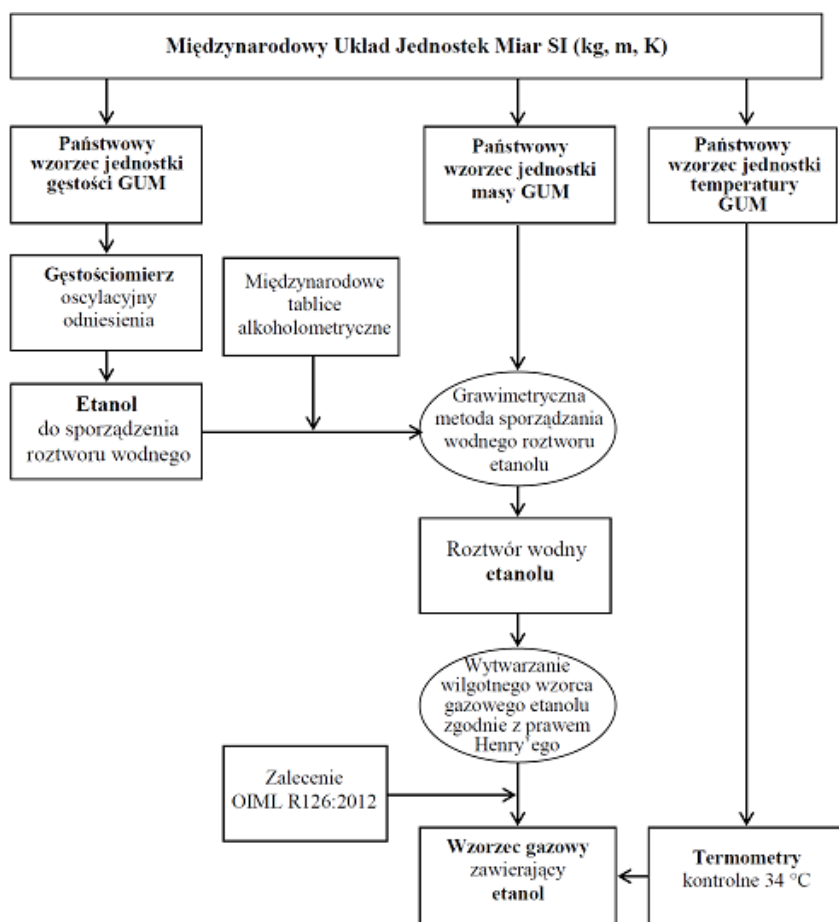 Międzynarodowy Układ Jednostek Miar SI (kg, m, K)
Państwowy
wzorzec jednostki
gęstości GUM
Państwowy
wzorzec jednostki
masy GUM
Państwowy
wzorzec jednostki
temperatury
GUM
Gęstościomierz
oscylacyjny
odniesienia
Międzynarodowe
tablice
alkoholometryczne
Etanol
do sporządzenia
roztworu wodnego
Grawimetryczna
metoda sporządzania
wodnego roztworu
etanolu
Roztwór wodny
etanolu
Wytwarzanie
wilgotnego wzorca
gazowego etanolu
zgodnie z prawem
Henry'ego
Zalecenie
OIML R126:2012
Wzorzec gazowy
zawierający
etanol
Termometry
kontrolne 34 °C